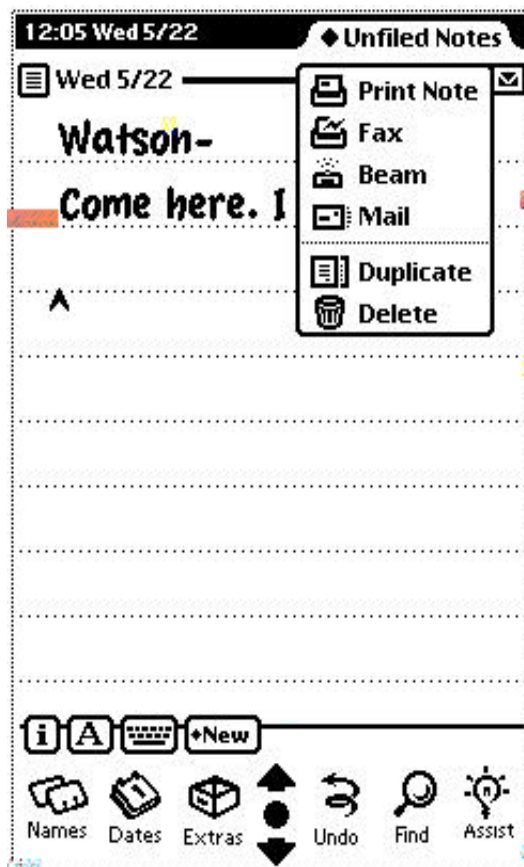 12:05 Wed 5/22
◆Unfiled Notes
Wed 5/22
Print Note
Fax
Beam
Mail
Duplicate
Delete
Watson-
Come here. I
i
A
◆New
Names
Dates
Extras
Undo
Find
Assist